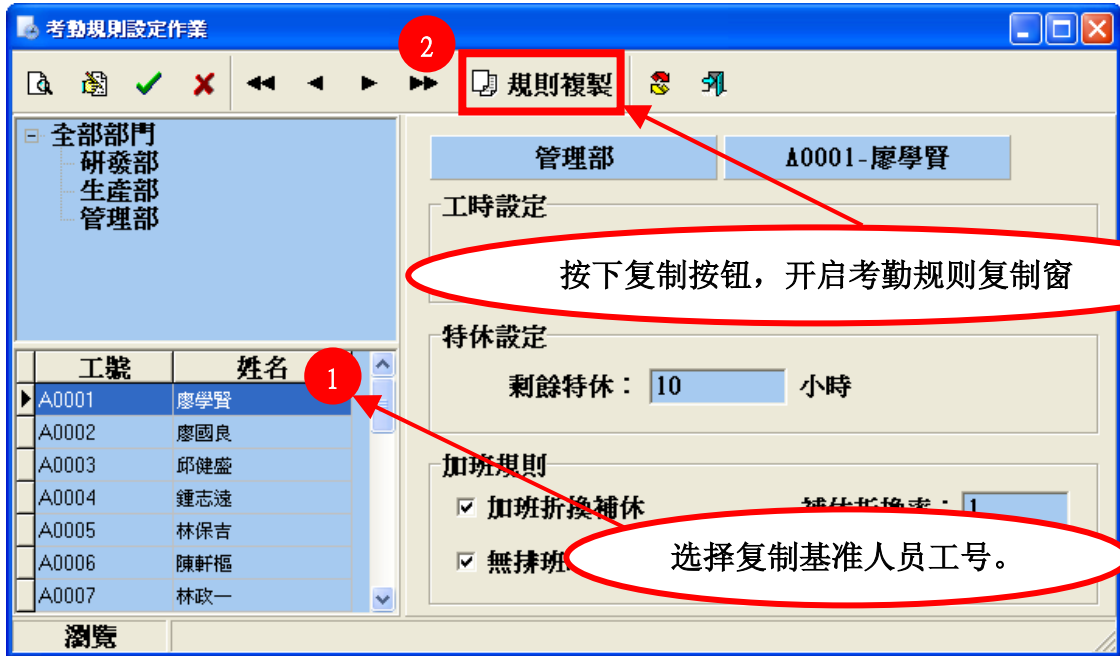 考勤規則設定作業
2
規則複製
全部部門
研發部
生產部
管理部
管理部
A0001-廖學賢
工時設定
按下复制按钮，开启考勤规则复制窗
特休設定
剩餘特休：
10
小時
工號 姓名
1
A0001 廖學賢
A0002 廖國良
A0003 邱健盛
A0004 鍾志遠
A0005 林保吉
A0006 陳軒樞
A0007 林政一
加班規則
加班折換補休
補休折換率：
1
無排班
选择复制基准人员工号。
瀏覽